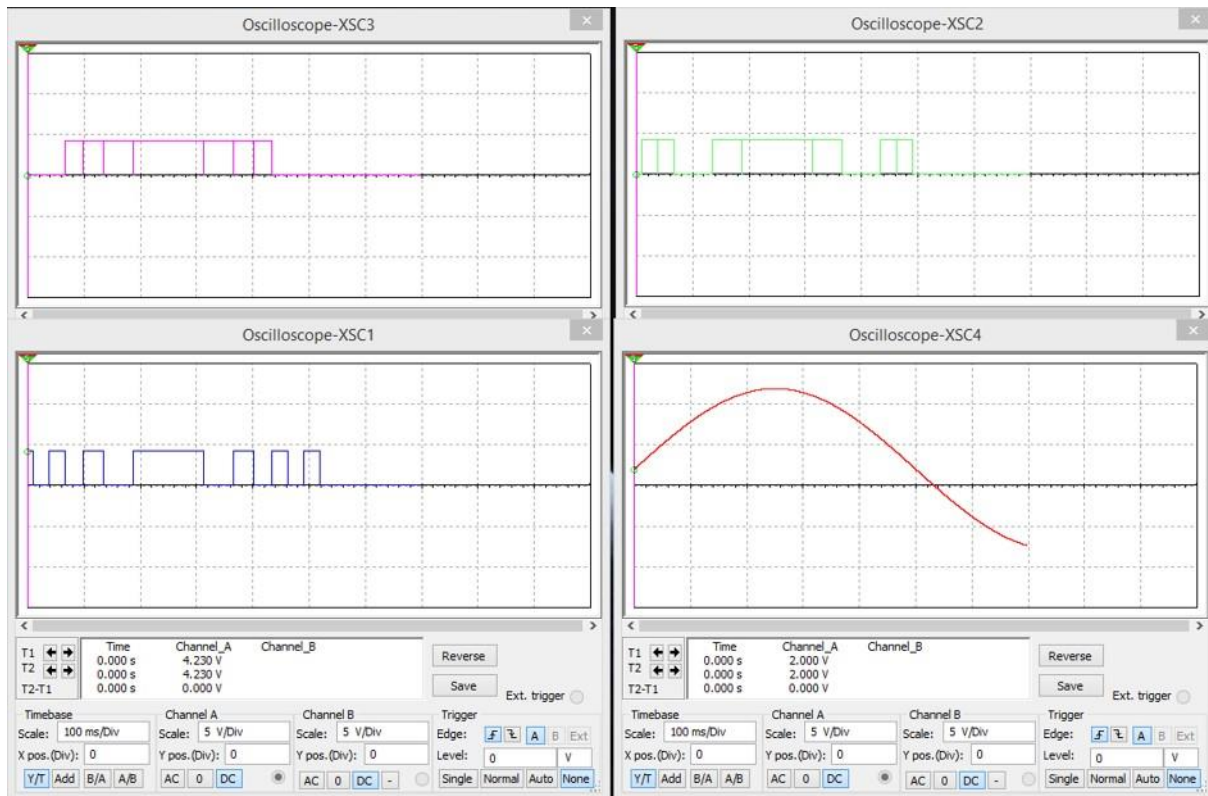 Oscilloscope-XSC3
Oscilloscope-XSC2
Oscilloscope-XSC1
Oscilloscope-XSC4
Time Channel_A Channel_B
T1 0.000 s 4.230 V
T2 0.000 s 4.230 V
T2-T1 0.000 s 0.000 V
Reverse
Save
Ext. trigger
Timebase Channel A Channel B Trigger
Scale: 100 ms/Div Scale: 5 V/Div Scale: 5 V/Div Edge: A B Ext
X pos.(Div): 0 Y pos.(Div): 0 Y pos.(Div): 0 Level: 0 V
Y/T Add B/A A/B AC 0 DC AC 0 DC - Single Normal Auto None
Time Channel_A Channel_B
T1 0.000 s 2.000 V
T2 0.000 s 2.000 V
T2-T1 0.000 s 0.000 V
Reverse
Save
Ext. trigger
Timebase Channel A Channel B Trigger
Scale: 100 ms/Div Scale: 5 V/Div Scale: 5 V/Div Edge: A B Ext
X pos.(Div): 0 Y pos.(Div): 0 Y pos.(Div): 0 Level: 0 V
Y/T Add B/A A/B AC 0 DC AC 0 DC - Single Normal Auto None